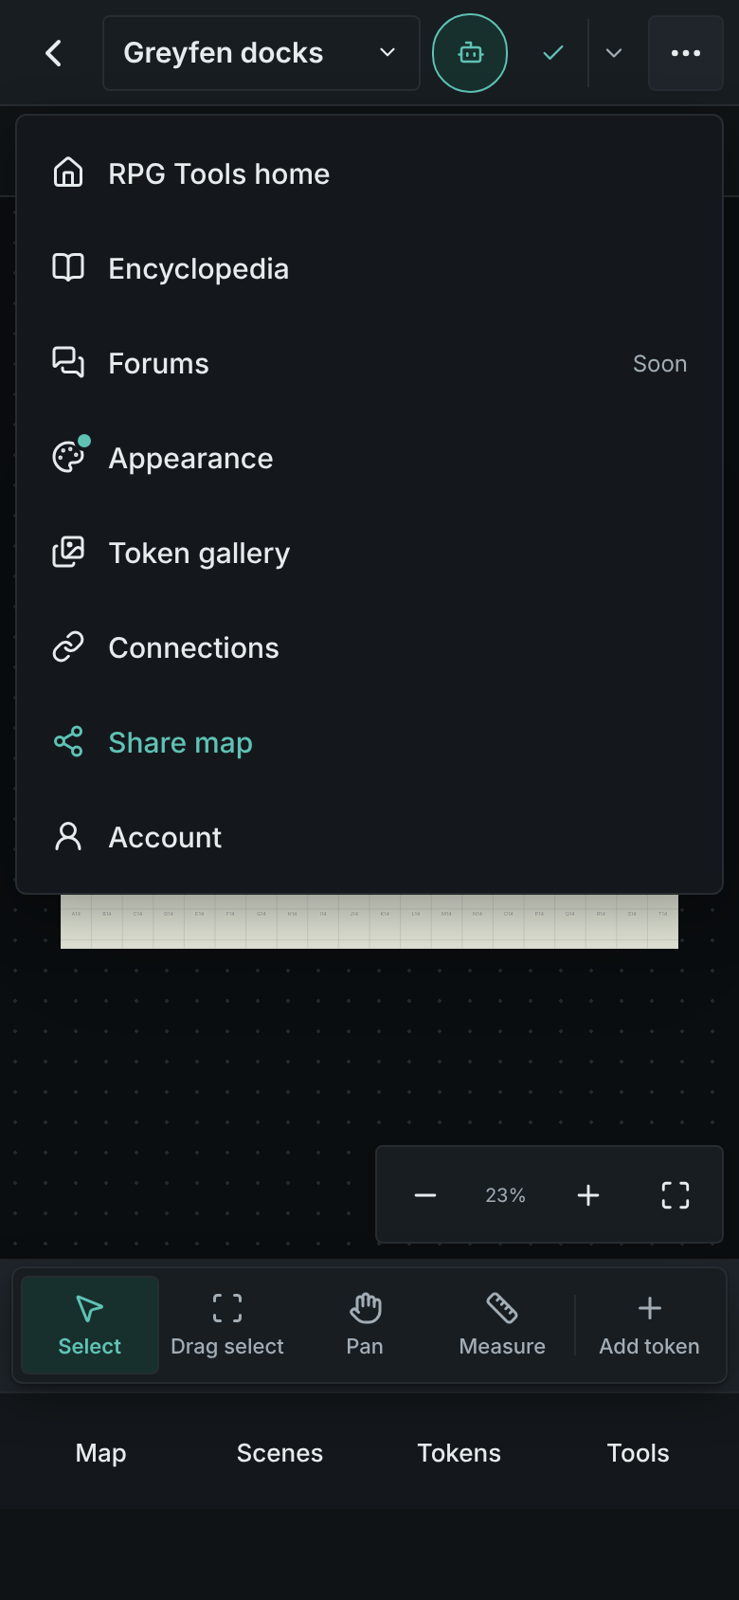 Greyfen docks
RPG Tools home
Encyclopedia
Forums
Soon
Appearance
Token gallery
Connections
Share map
Account
23%
Select
Drag select
Pan
Measure
Add token
Map
Scenes
Tokens
Tools